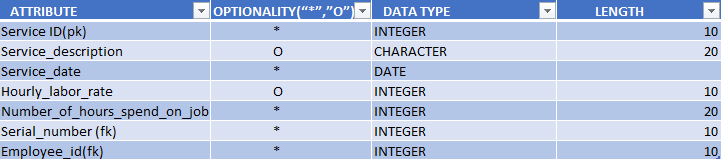 ATTRIBUTE OPTIONALITY(“*”,”O”) DATA TYPE LENGTH
Service ID(pk) * INTEGER 10
Service_description O CHARACTER 20
Service_date * DATE
Hourly_labor_rate O INTEGER 10
Number_of_hours_spend_on_job * INTEGER 20
Serial_number (fk) * INTEGER 10
Employee_id(fk) * INTEGER 10